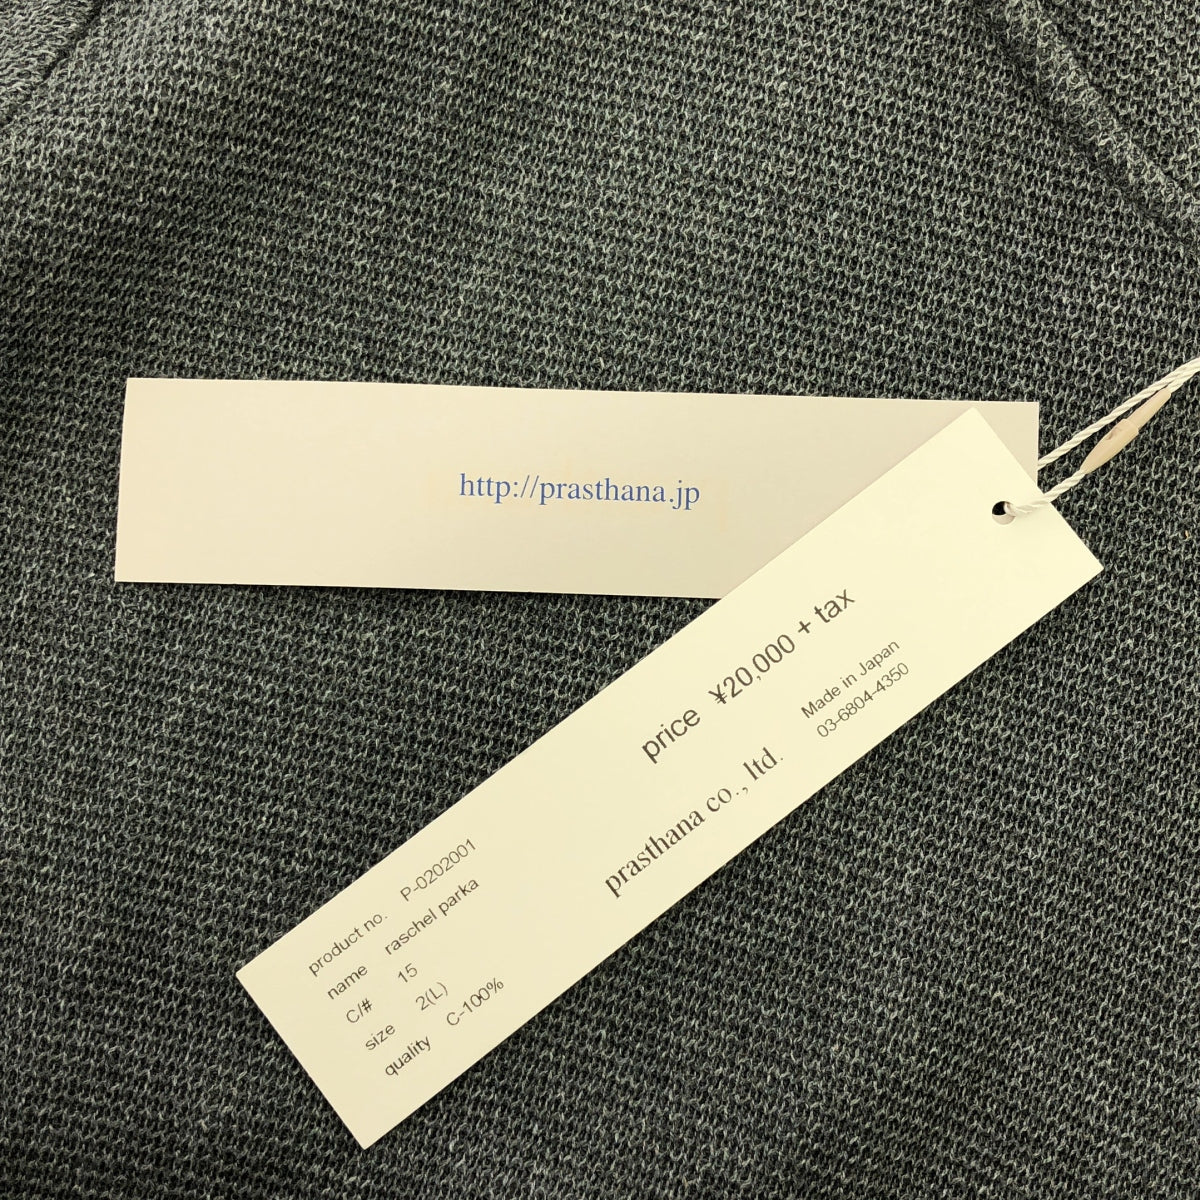 http://prasthana.jp
price ¥20,000 + tax
Made in Japan
03-6804-4350
prasthana co., ltd.
product no. P-0202001
name raschel parka
C/# 15
size 2(L)
quality C-100%